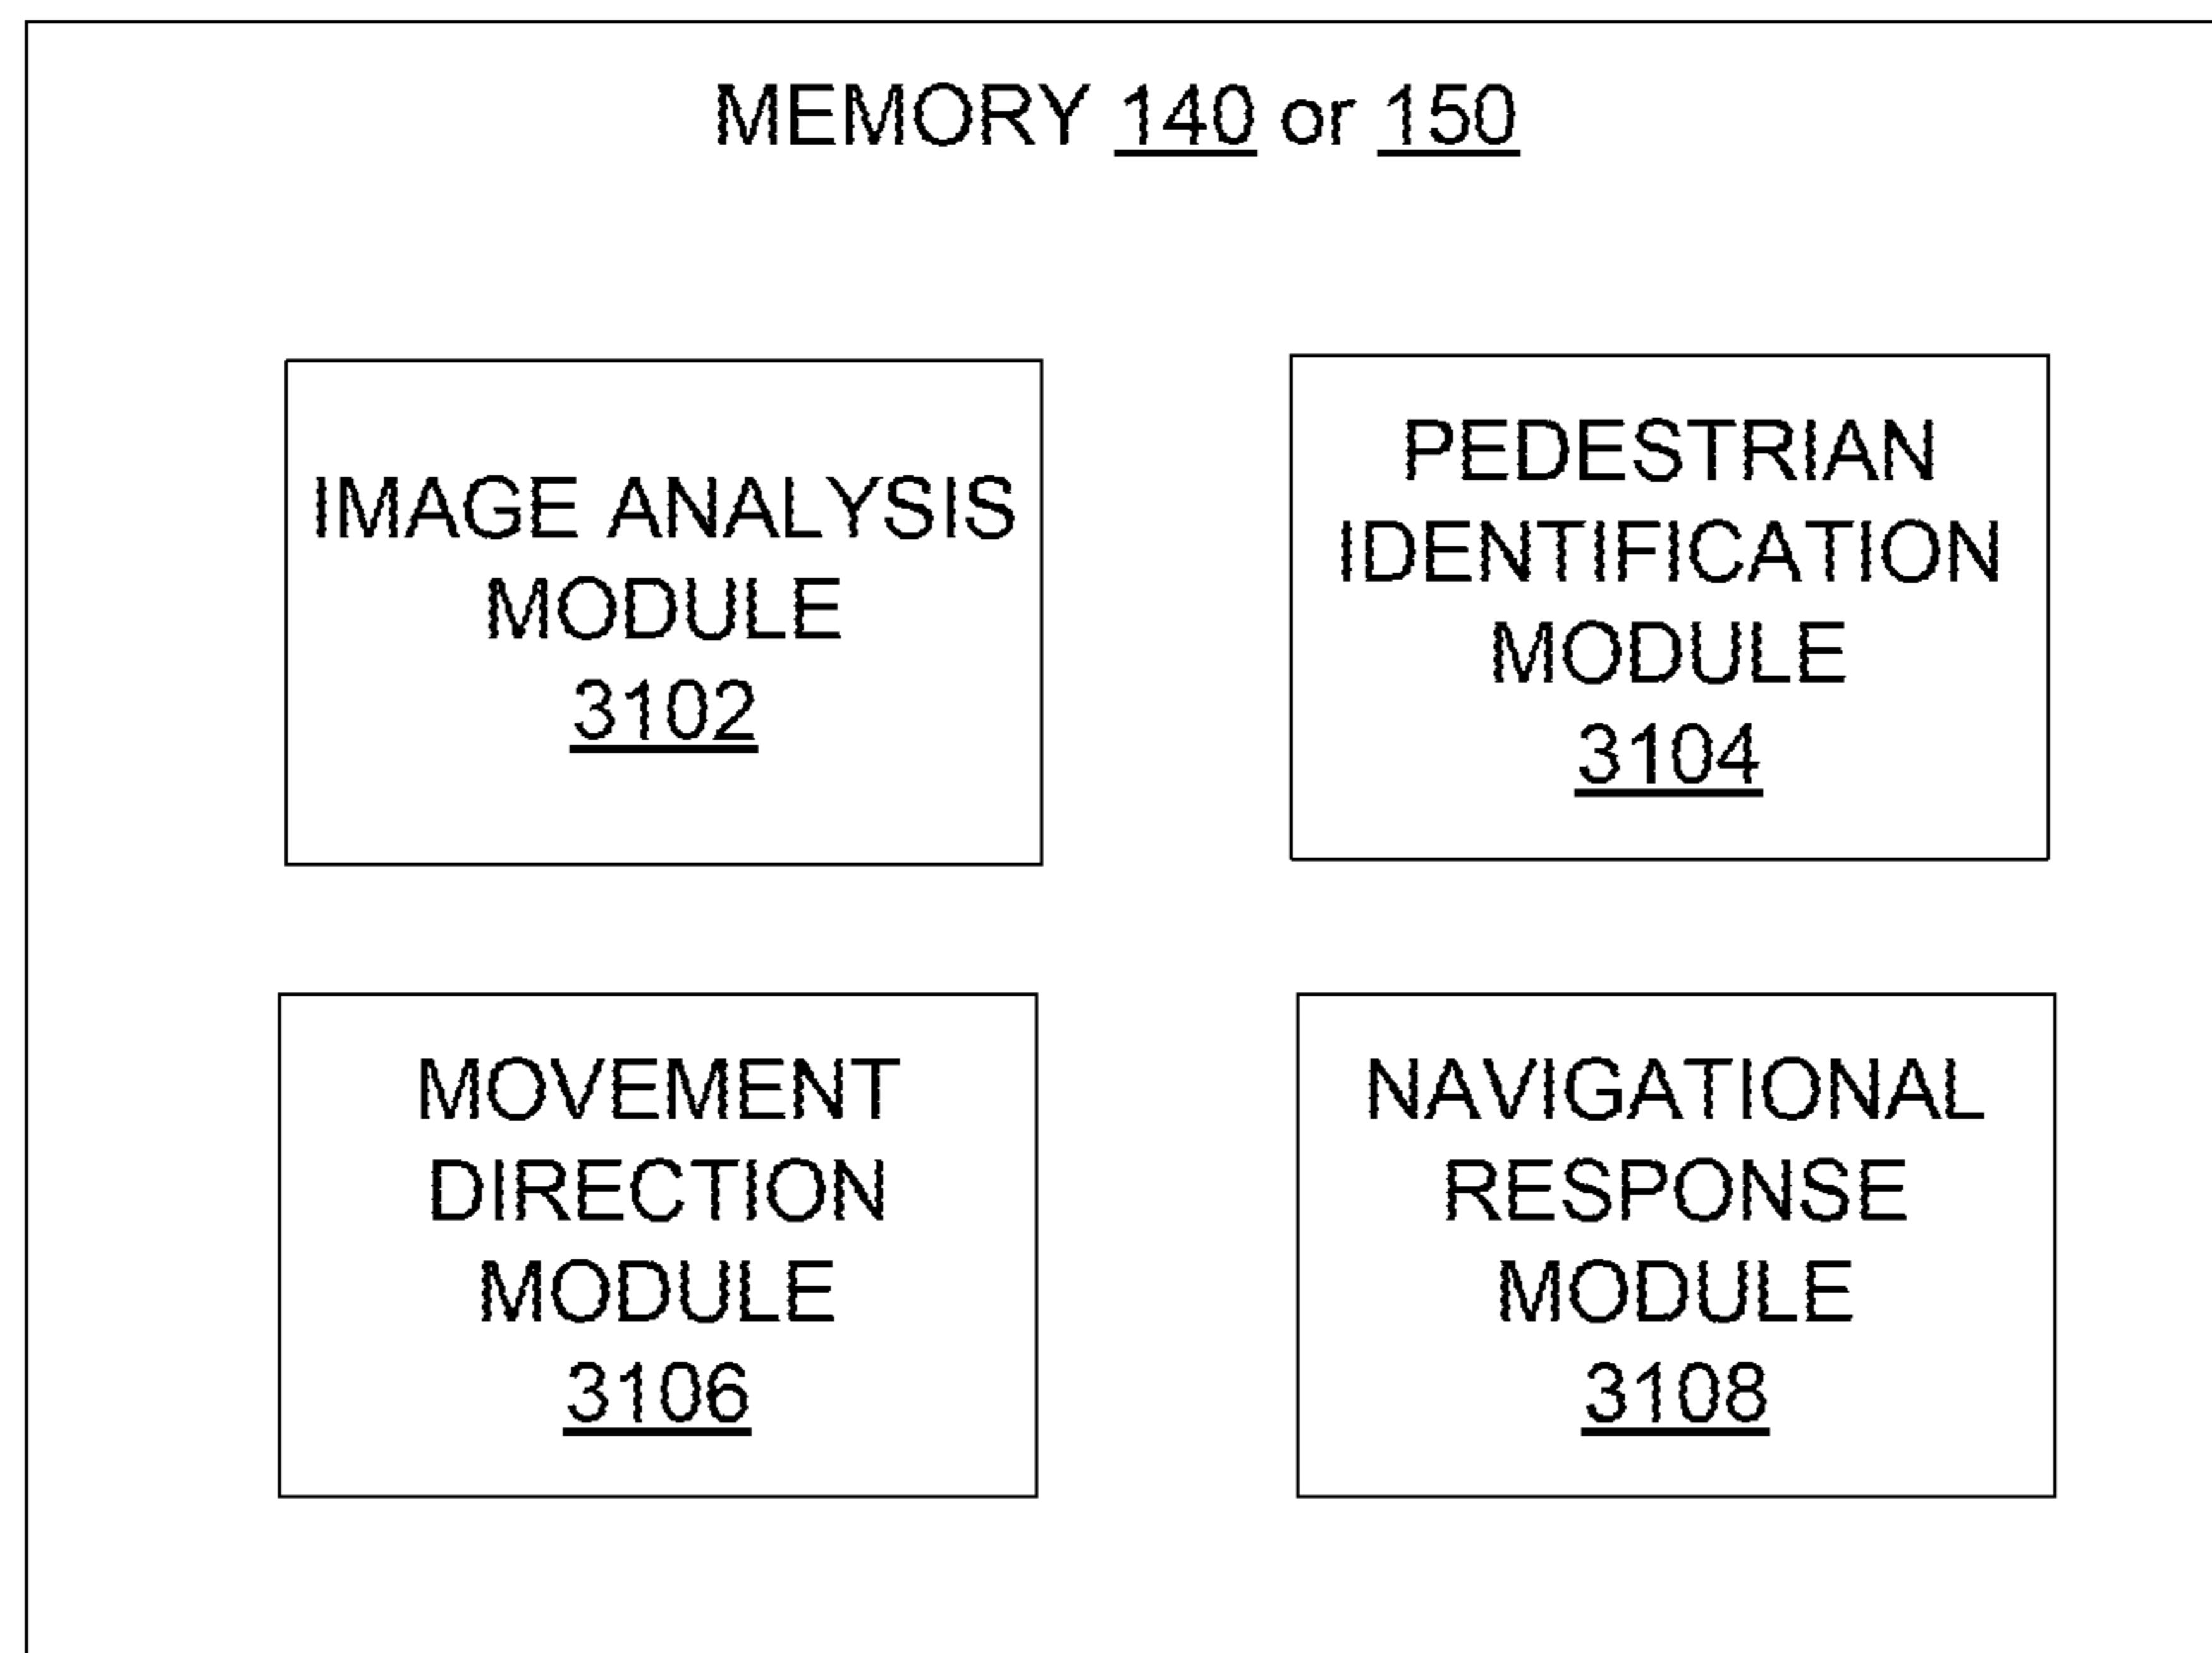 MEMORY 140 or 150
IMAGE ANALYSIS
MODULE
3102
PEDESTRIAN
IDENTIFICATION
MODULE
3104
MOVEMENT
DIRECTION
MODULE
3106
NAVIGATIONAL
RESPONSE
MODULE
3108